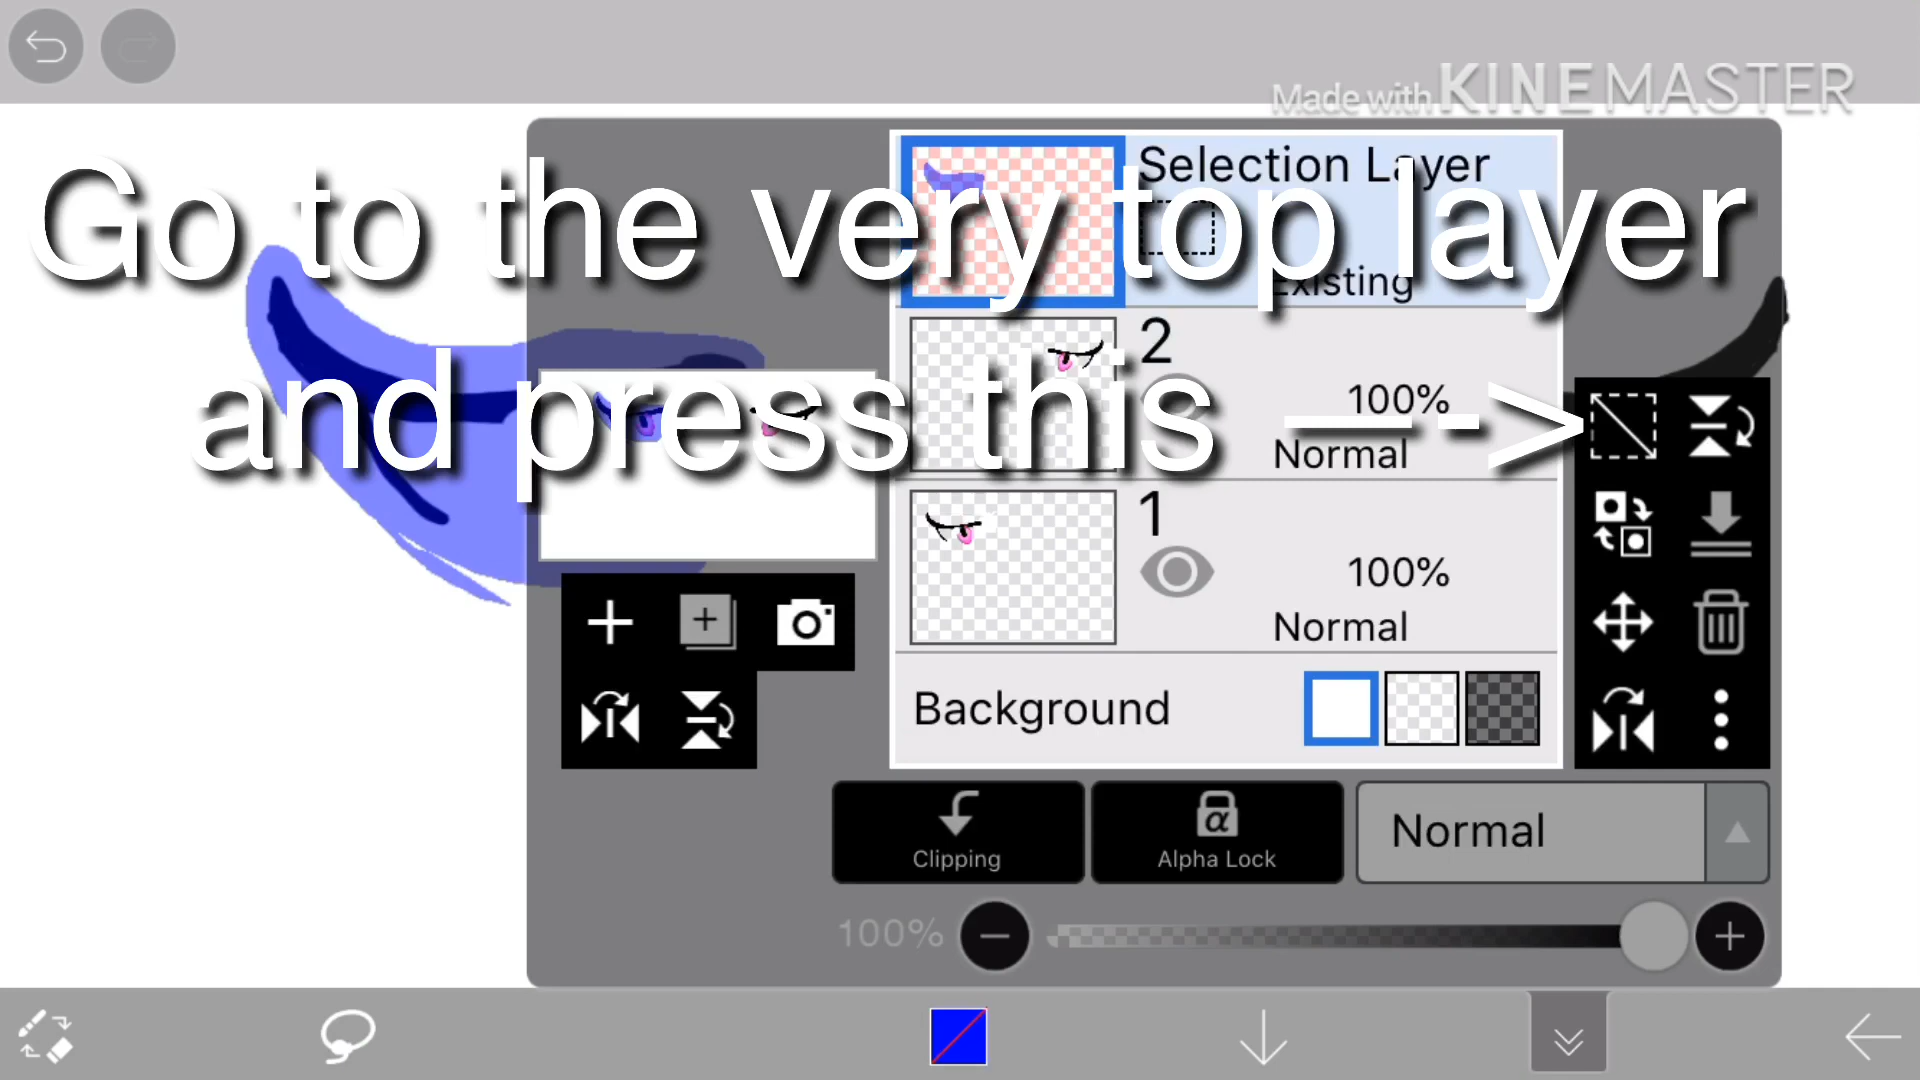 Made with KINEMASTER
Selection Layer
Go to the very top layer
Existing
2
and press this —->
100%
Normal
1
100%
Normal
Background
Clipping
α
Alpha Lock
Normal
100%